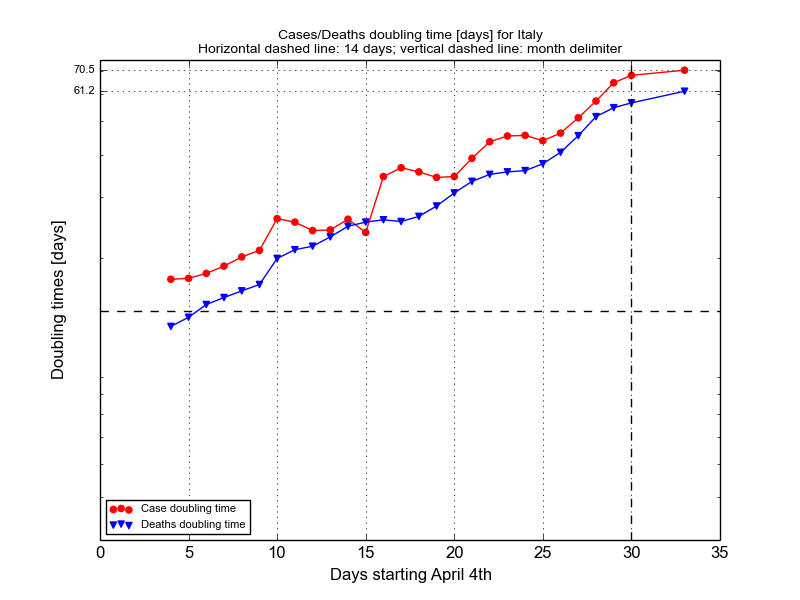 Cases/Deaths doubling time [days] for Italy
Horizontal dashed line: 14 days; vertical dashed line: month delimiter
70.5
61.2
Doubling times [days]
Case doubling time
Deaths doubling time
0 5 10 15 20 25 30 35
Days starting April 4th